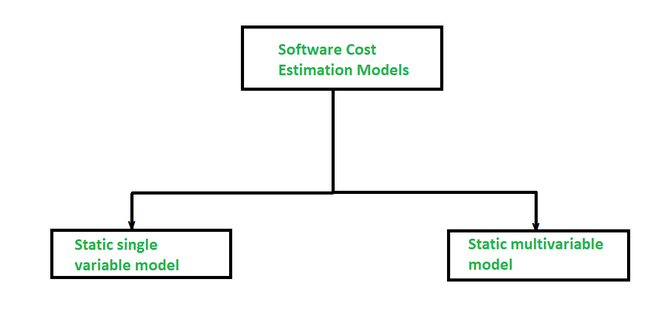 Software Cost
Estimation Models
Static single
variable model
Static multivariable
model